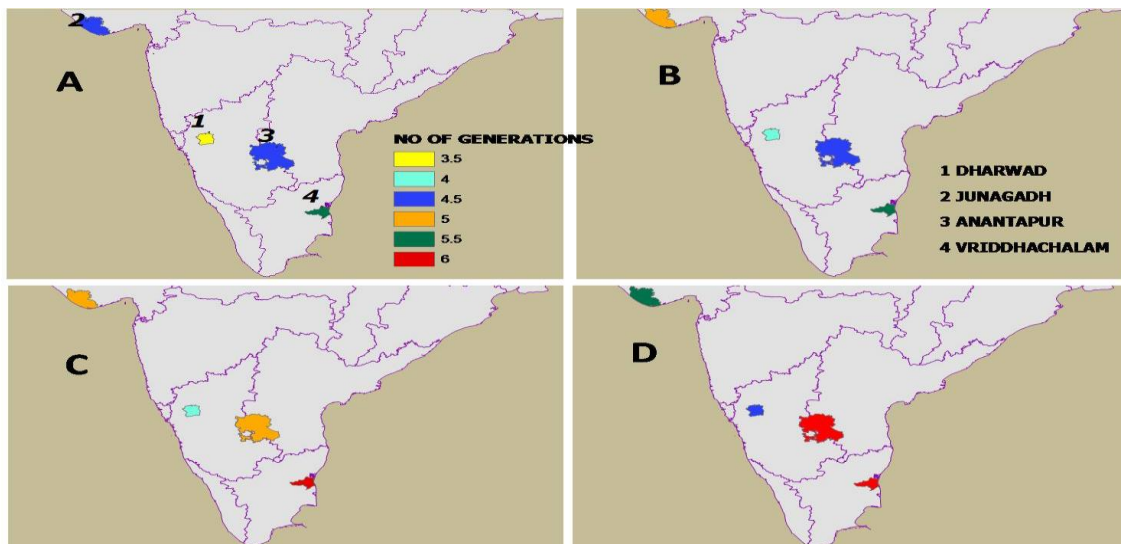 2
A
1
3
4
NO OF GENERATIONS
3.5
4
4.5
5
5.5
6
B
1 DHARWAD
2 JUNAGADH
3 ANANTAPUR
4 VRIDDHACHALAM
C
D